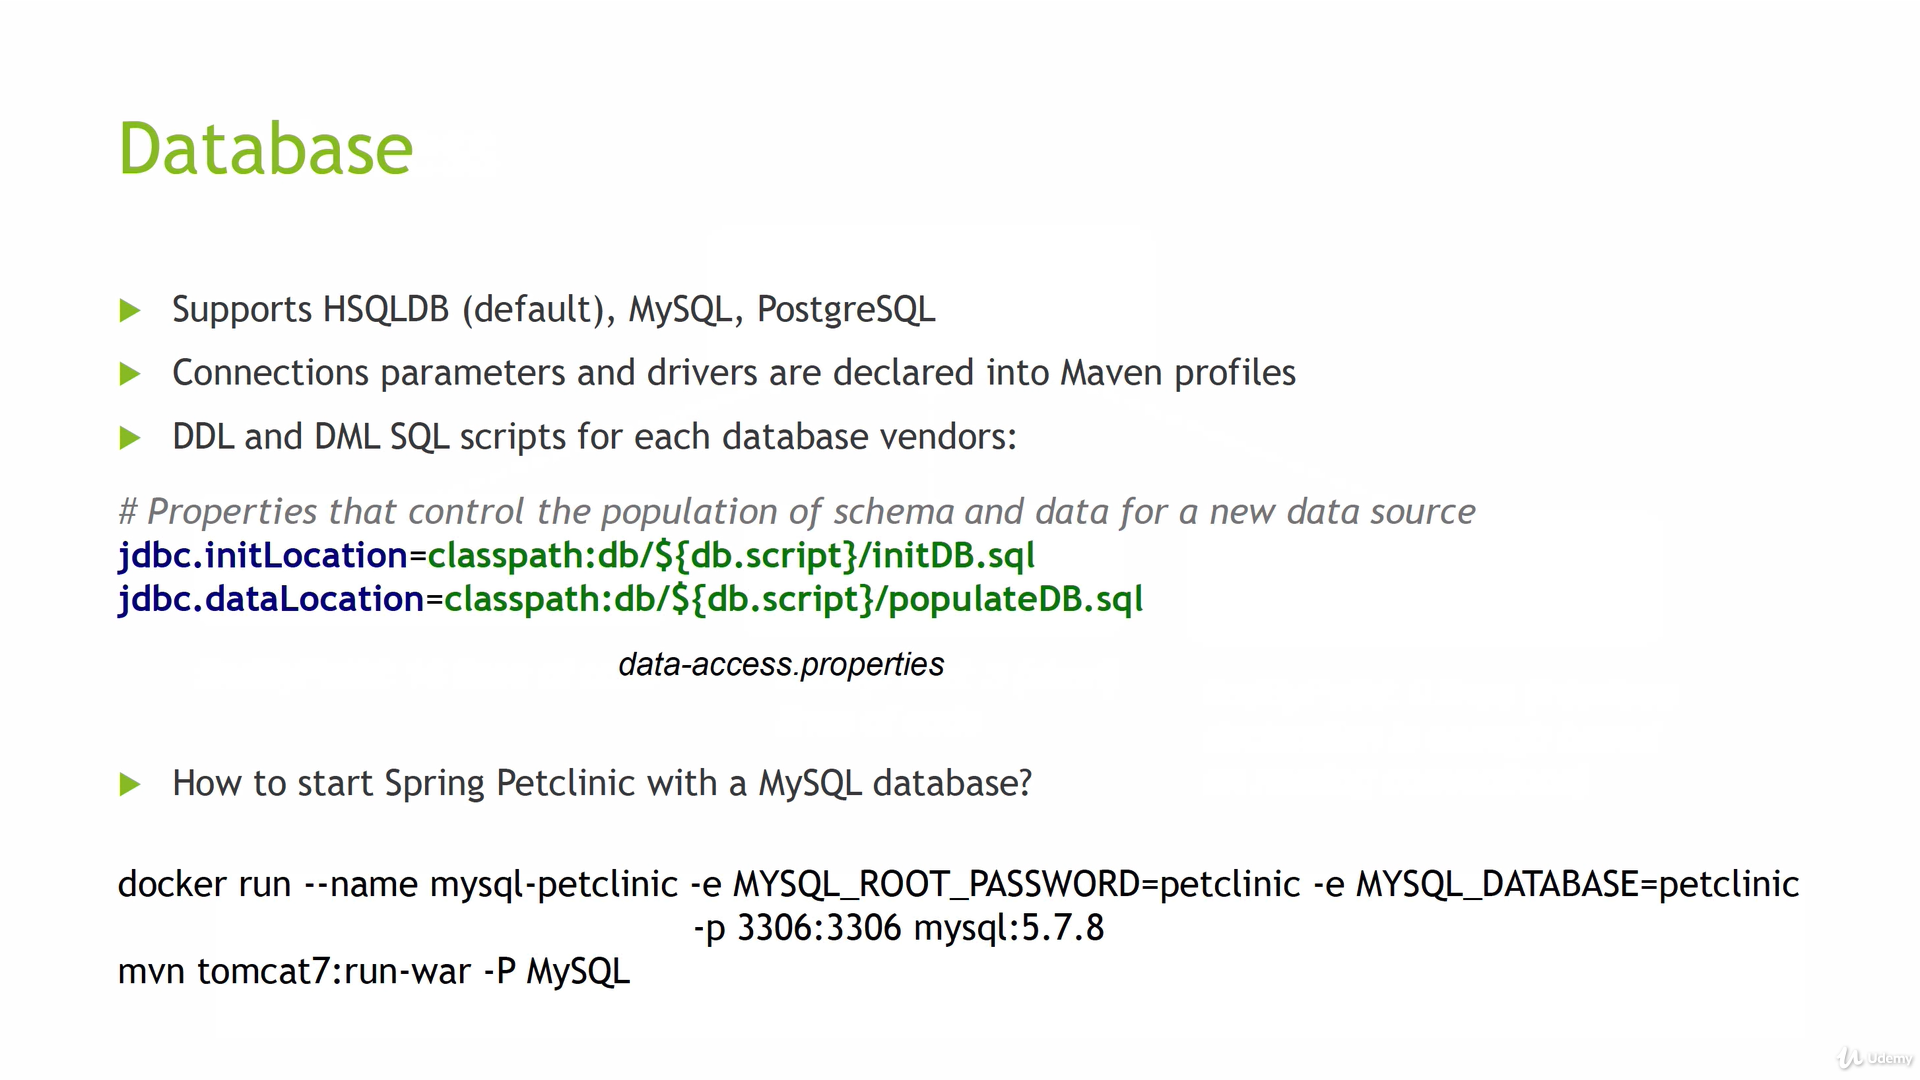 Database
Supports HSQLDB (default), MySQL, PostgreSQL
Connections parameters and drivers are declared into Maven profiles
DDL and DML SQL scripts for each database vendors:
# Properties that control the population of schema and data for a new data source
jdbc.initLocation=classpath:db/${db.script}/initDB.sql
jdbc.dataLocation=classpath:db/${db.script}/populateDB.sql
data-access.properties
How to start Spring Petclinic with a MySQL database?
docker run --name mysql-petclinic -e MYSQL_ROOT_PASSWORD=petclinic -e MYSQL_DATABASE=petclinic
-p 3306:3306 mysql:5.7.8
mvn tomcat7:run-war -P MySQL
Udemy